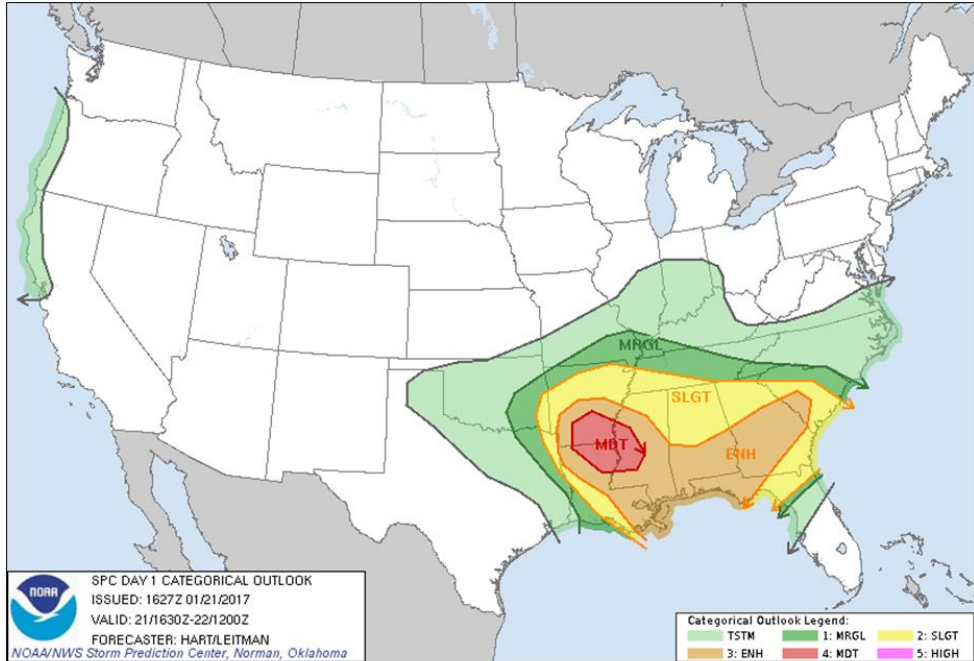 MRGL
SLGT
MDT
ENH
NOAA
SPC DAY 1 CATEGORICAL OUTLOOK
ISSUED: 1627Z 01/21/2017
VALID: 21/1630Z-22/1200Z
FORECASTER: HART/LEITMAN
NOAA/NWS Storm Prediction Center, Norman, Oklahoma
Categorical Outlook Legend:
TSTM 1: MRGL 2: SLGT
3: ENH 4: MDT 5: HIGH